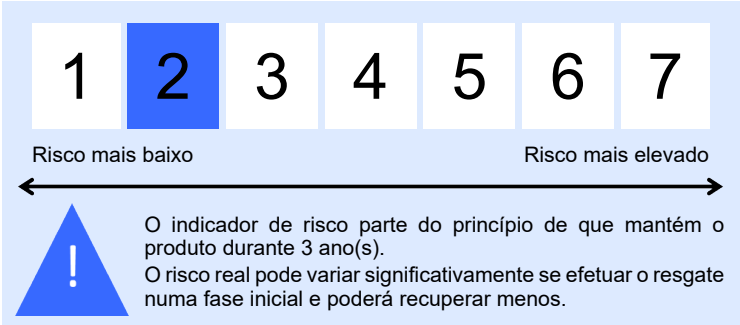 1 2 3 4 5 6 7
Risco mais baixo Risco mais elevado
!
O indicador de risco parte do princípio de que mantém o
produto durante 3 ano(s).
O risco real pode variar significativamente se efetuar o resgate
numa fase inicial e poderá recuperar menos.